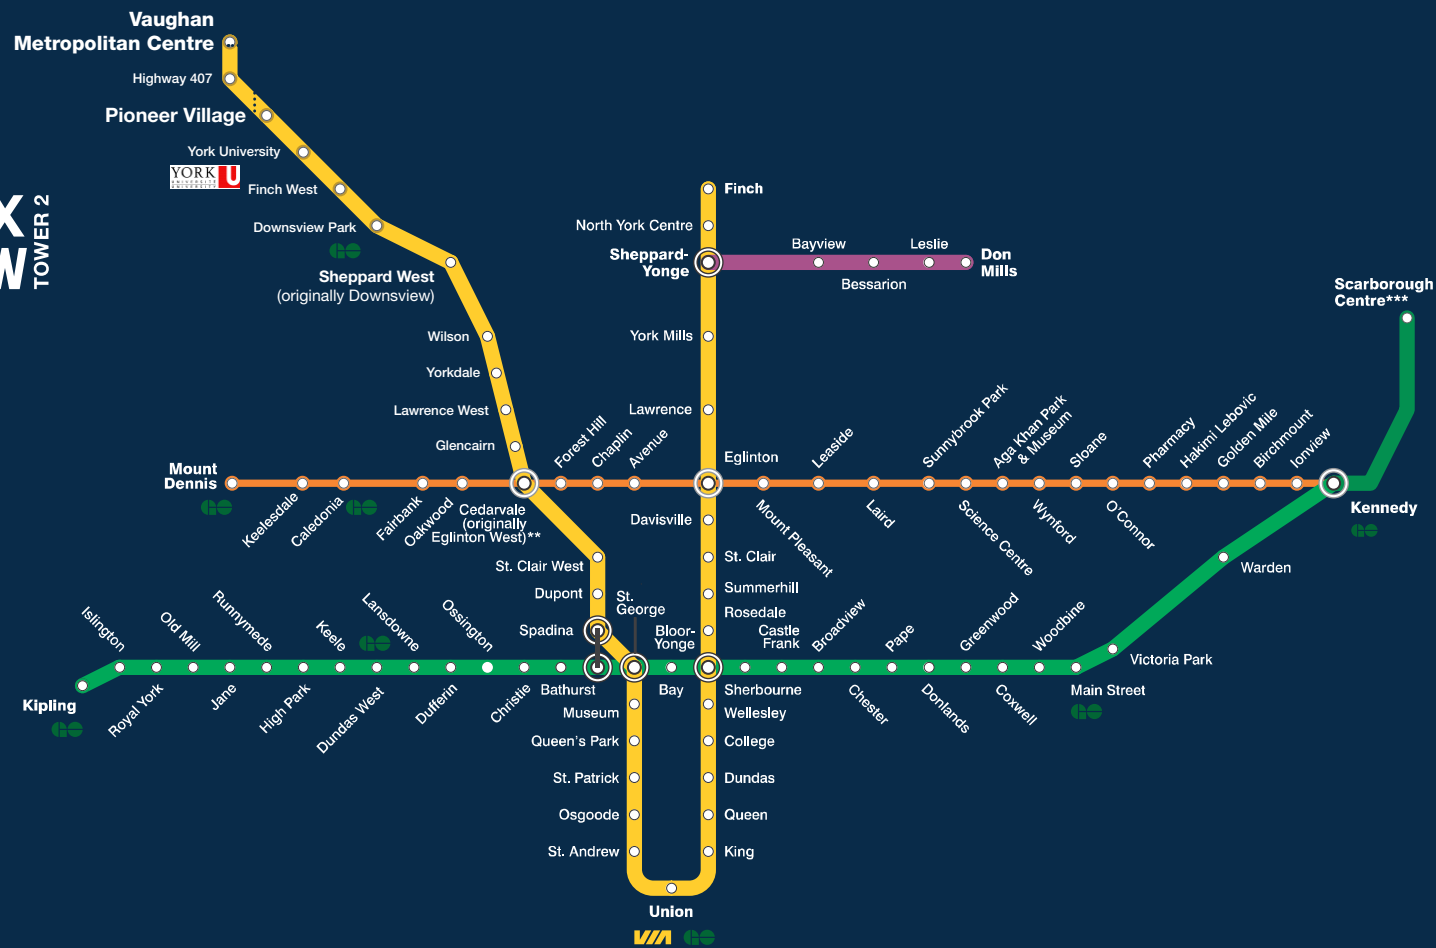 Vaughan
Metropolitan Centre
Highway 407
Pioneer Village
York University
YORK
UNIVERSITÉ
UNIVERSITY
U
Finch West
Downsview Park
Sheppard West
(originally Downsview)
Wilson
Yorkdale
Lawrence West
Glencairn
X
W
TOWER 2
Finch
North York Centre
Sheppard-
Yonge
Bayview
Leslie
Bessarion
Don
Mills
York Mills
Lawrence
Eglinton
Scarborough
Centre***
Mount
Dennis
Keelesdale
Caledonia
Fairbank
Oakwood
Cedarvale
(originally
Eglinton West)**
Forest Hill
Chaplin
Avenue
Mount Pleasant
Leaside
Laird
Sunnybrook Park
Science Centre
Aga Khan Park
& Museum
Wynford
Sloane
O'Connor
Pharmacy
Hakimi Lebovic
Golden Mile
Birchmount
Ionview
Kennedy
Davisville
St. Clair
Summerhill
Rosedale
St. Clair West
Dupont
Spadina
St.
George
Bloor-
Yonge
Castle
Frank
Kipling
Islington
Royal York
Old Mill
Jane
Runnymede
High Park
Keele
Dundas West
Lansdowne
Dufferin
Ossington
Christie
Bathurst
Bay
Sherbourne
Broadview
Chester
Pape
Donlands
Greenwood
Coxwell
Woodbine
Main Street
Victoria Park
Warden
Museum
Queen's Park
St. Patrick
Osgoode
St. Andrew
Wellesley
College
Dundas
Queen
King
Union
VIA